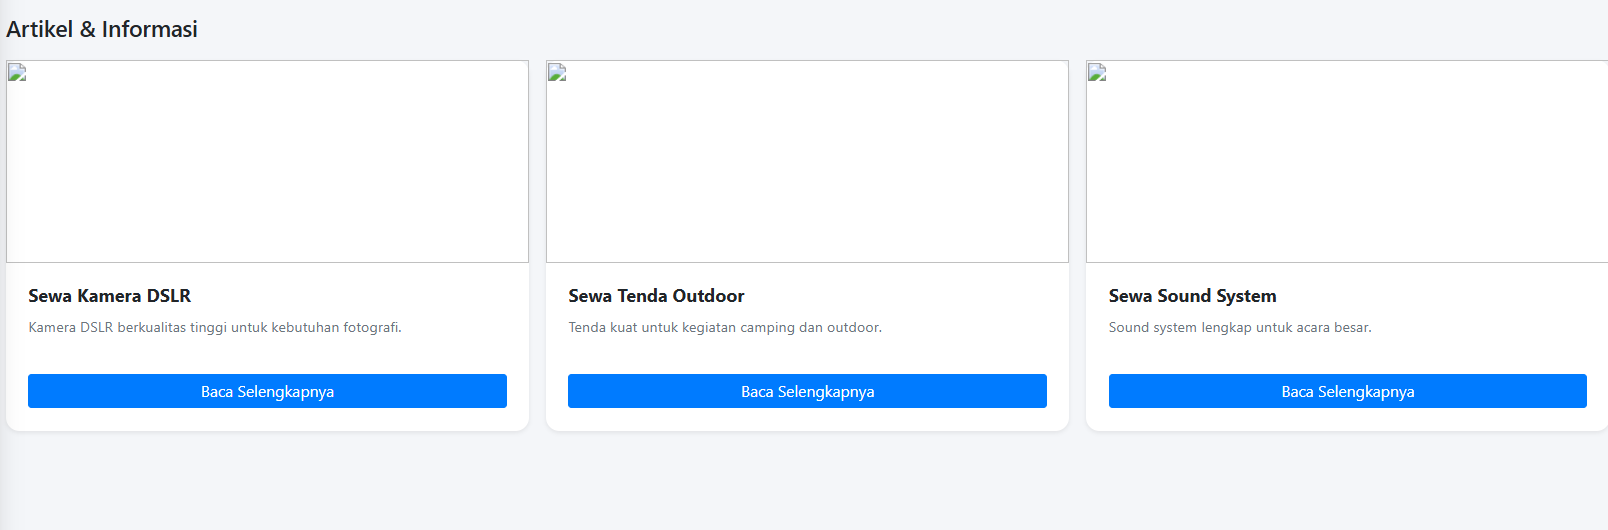 Artikel & Informasi
Sewa Kamera DSLR
Kamera DSLR berkualitas tinggi untuk kebutuhan fotografi.
Baca Selengkapnya
Sewa Tenda Outdoor
Tenda kuat untuk kegiatan camping dan outdoor.
Baca Selengkapnya
Sewa Sound System
Sound system lengkap untuk acara besar.
Baca Selengkapnya